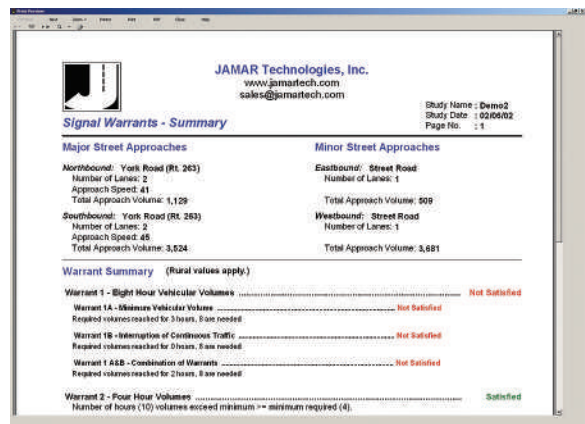 Print Preview
Next
Print
Close
Help
JAMAR Technologies, Inc.
www.jamartech.com
sales@jamartech.com
Study Name : Demo2
Study Date : 02/06/02
Page No. : 1
Signal Warrants - Summary
Major Street Approaches
Minor Street Approaches
Northbound: York Road (Rt. 263)
Number of Lanes: 2
Approach Speed: 41
Total Approach Volume: 1,129
Eastbound: Street Road
Number of Lanes: 1
Total Approach Volume: 509
Southbound: York Road (Rt. 263)
Number of Lanes: 2
Approach Speed: 45
Total Approach Volume: 3,524
Westbound: Street Road
Number of Lanes: 1
Total Approach Volume: 3,681
Warrant Summary (Rural values apply.)
Warrant 1 - Eight Hour Vehicular Volumes ........ Not Satisfied
Warrant 1A - Minimum Vehicular Volume ........ Not Satisfied
Required volumes reached for 3 hours, 8 are needed
Warrant 1B - Interruption of Continuous Traffic ........ Not Satisfied
Required volumes reached for 0 hours, 8 are needed
Warrant 1 A&B - Combination of Warrants ........ Not Satisfied
Required volumes reached for 2 hours, 8 are needed
Warrant 2 - Four Hour Volumes ........ Satisfied
Number of hours (10) volumes exceed minimum >= minimum required (4).